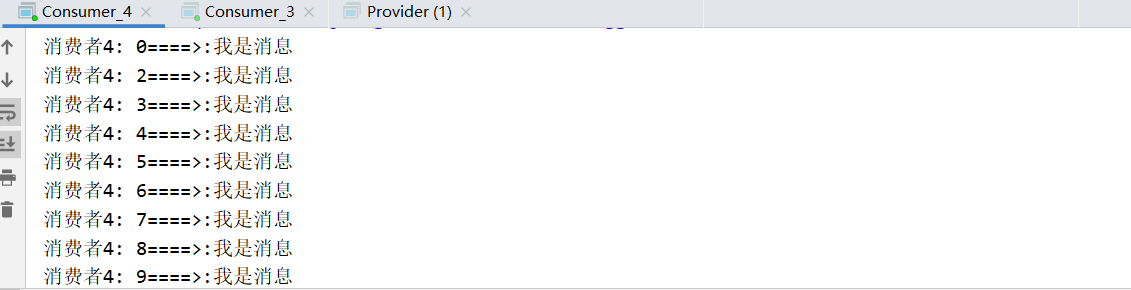 Consumer_4 Consumer_3 Provider (1)
消费者4: 0====>:我是消息
消费者4: 2====>:我是消息
消费者4: 3====>:我是消息
消费者4: 4====>:我是消息
消费者4: 5====>:我是消息
消费者4: 6====>:我是消息
消费者4: 7====>:我是消息
消费者4: 8====>:我是消息
消费者4: 9====>:我是消息